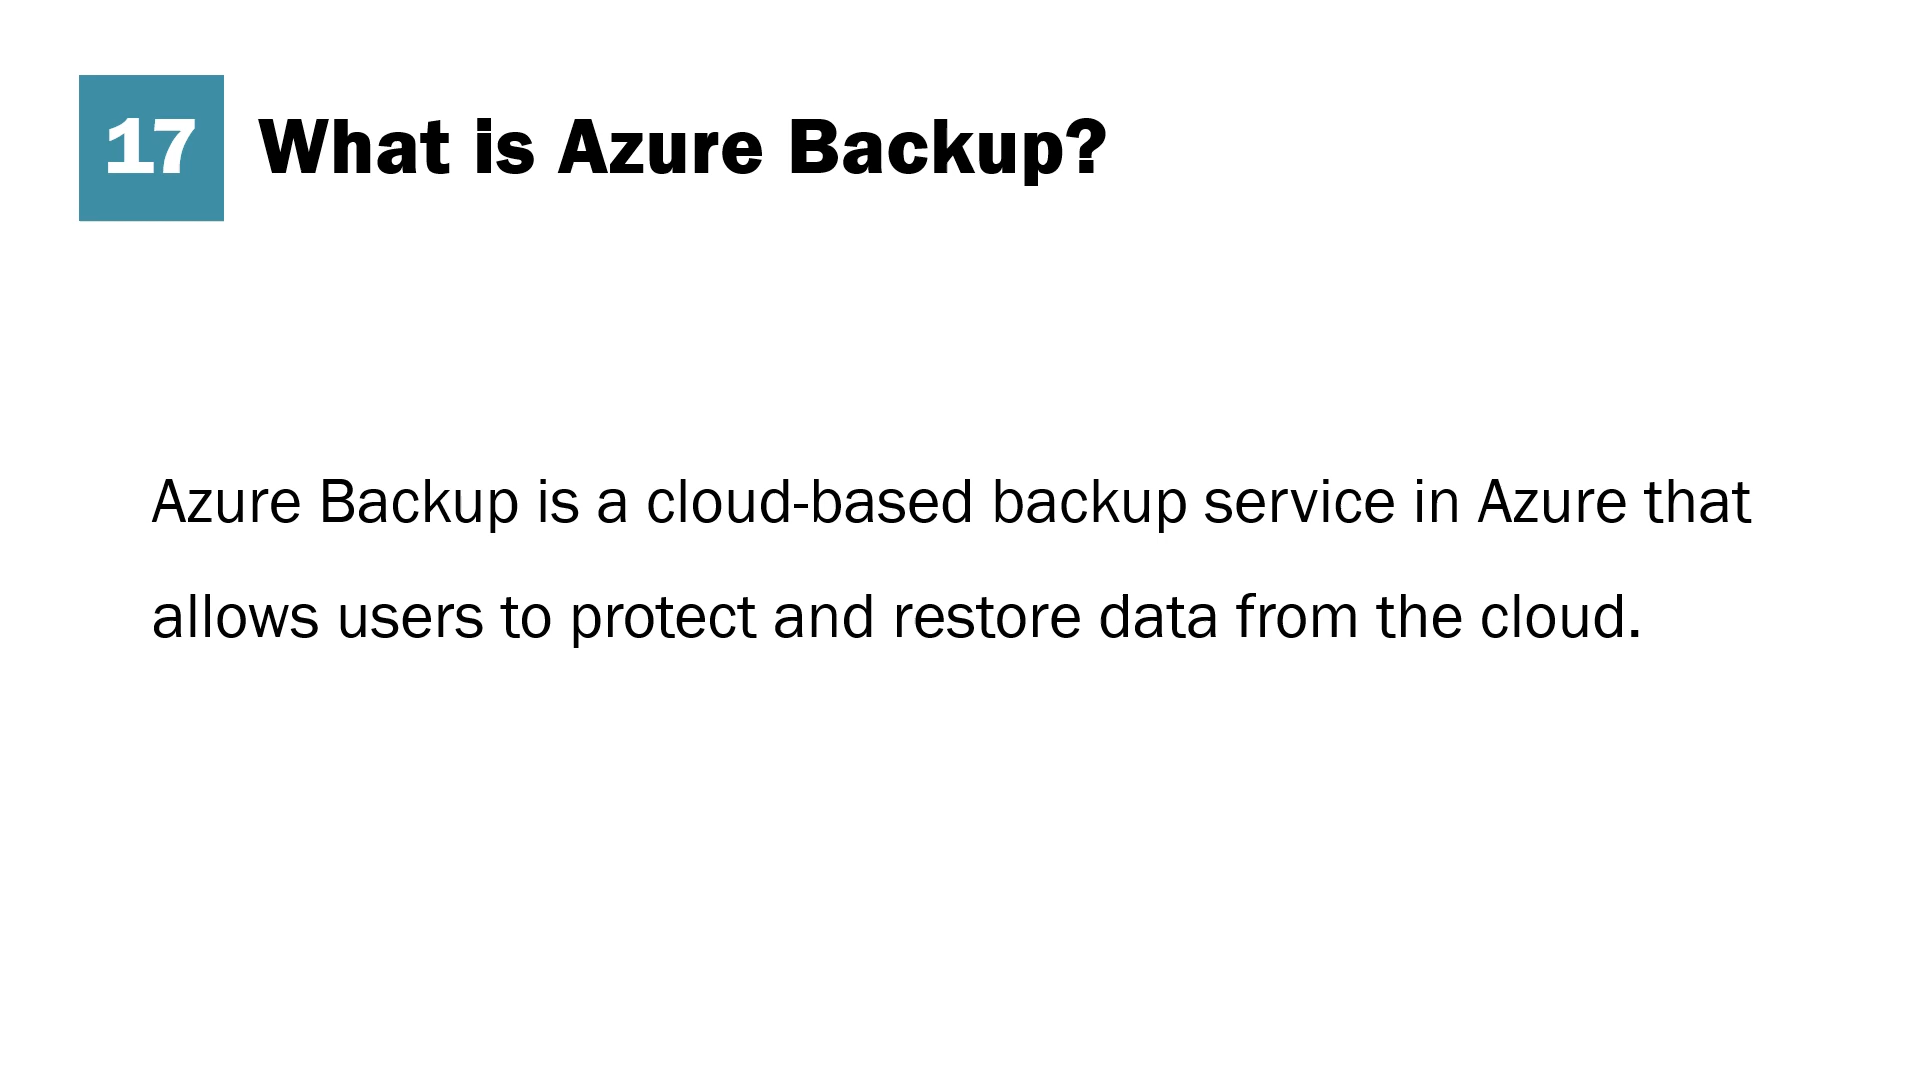 17 What is Azure Backup?
Azure Backup is a cloud-based backup service in Azure that
allows users to protect and restore data from the cloud.